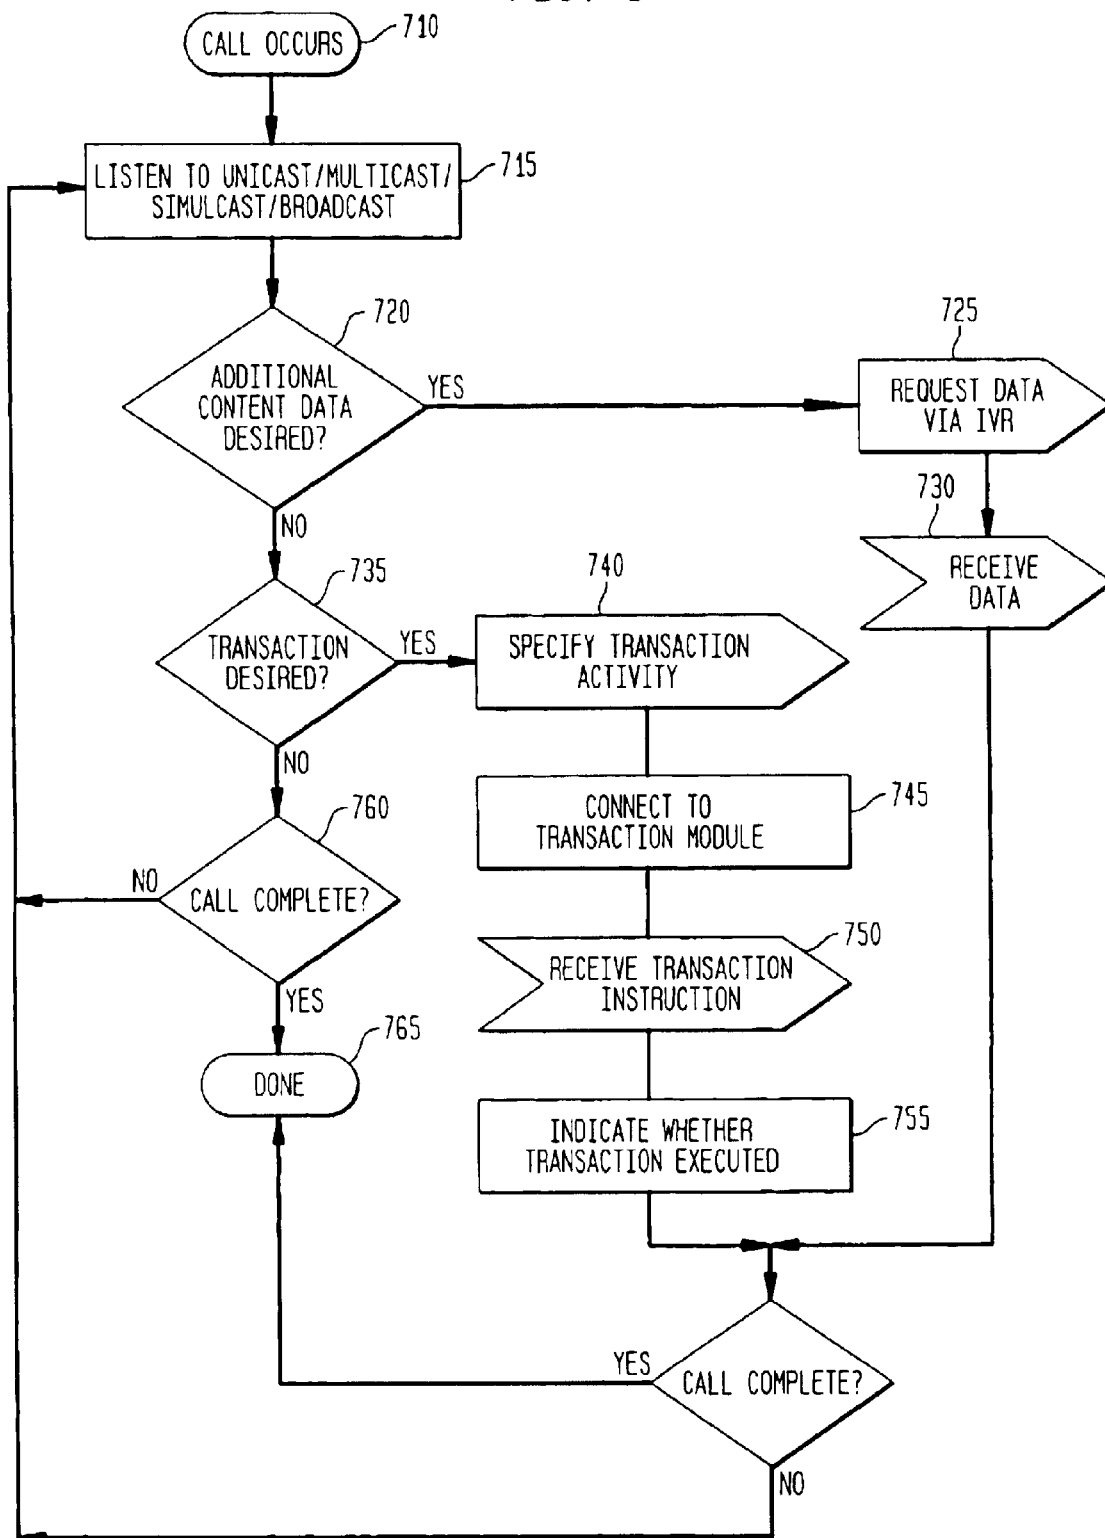 CALL OCCURS
710
LISTEN TO UNICAST/MULTICAST/
SIMULCAST/BROADCAST
715
720
ADDITIONAL
CONTENT DATA
DESIRED?
YES
NO
725
REQUEST DATA
VIA IVR
730
RECEIVE
DATA
735
TRANSACTION
DESIRED?
YES
NO
740
SPECIFY TRANSACTION
ACTIVITY
CONNECT TO
TRANSACTION MODULE
745
760
CALL COMPLETE?
NO
YES
750
RECEIVE TRANSACTION
INSTRUCTION
765
DONE
INDICATE WHETHER
TRANSACTION EXECUTED
755
YES
CALL COMPLETE?
NO